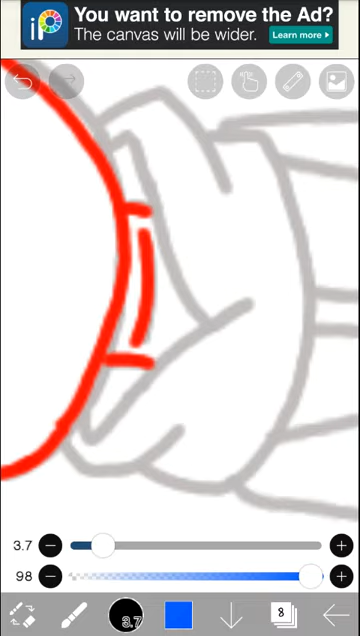 iP
You want to remove the Ad?
The canvas will be wider.
Learn more
3.7
98
3.7
8